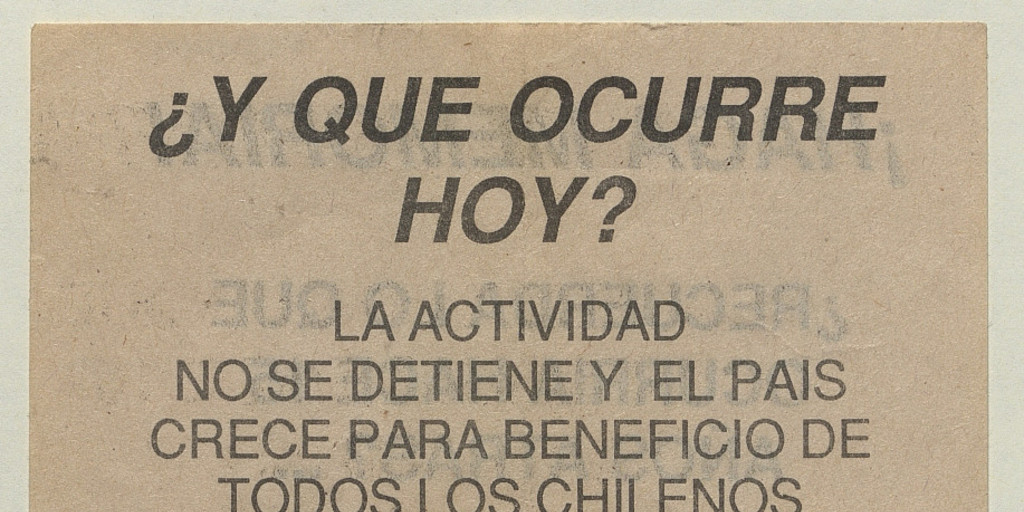 ¿Y QUE OCURRE
HOY?
LA ACTIVIDAD
NO SE DETIENE Y EL PAIS
CRECE PARA BENEFICIO DE
TODOS LOS CHILENOS